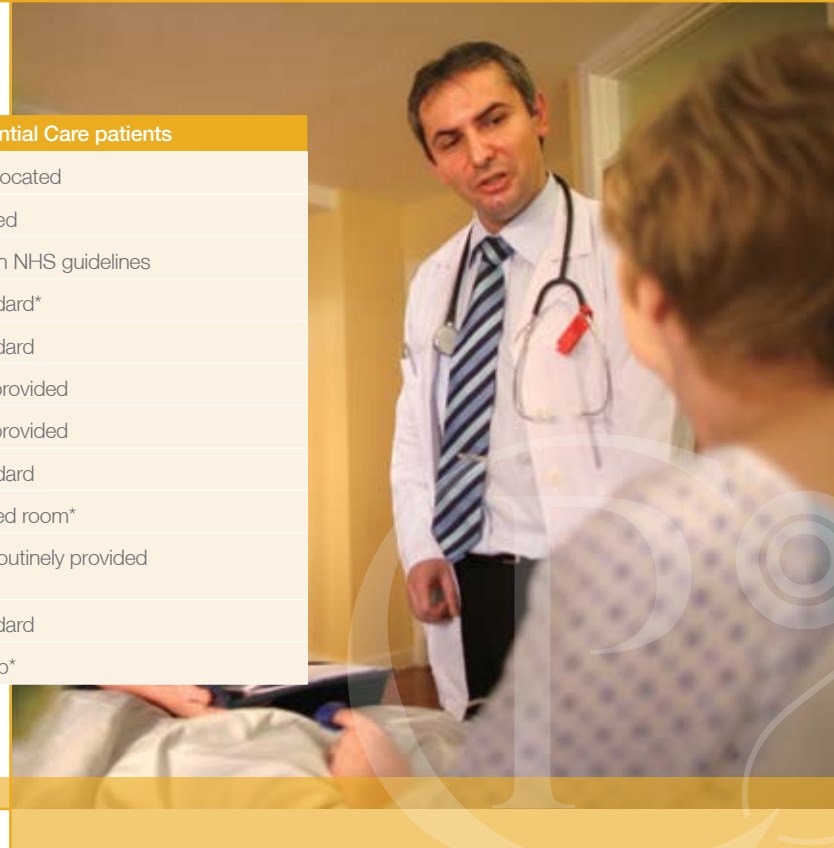 ntial Care patients
ocated
ed
n NHS guidelines
dard*
dard
provided
provided
dard
ed room*
outinely provided
dard
o*